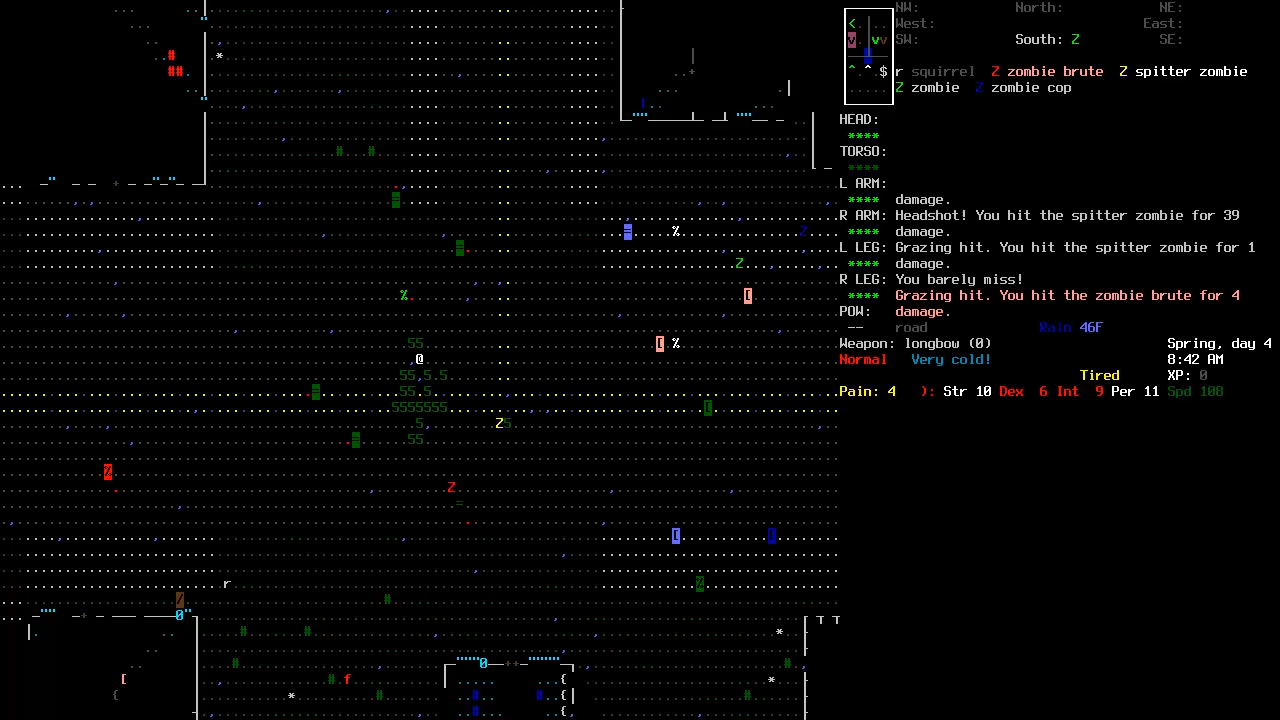 NW: North: NE:
West: East:
SW: South: Z SE:
r squirrel Z zombie brute Z spitter zombie
Z zombie Z zombie cop
HEAD:
****
TORSO:
****
L ARM:
**** damage.
R ARM: Headshot! You hit the spitter zombie for 39
**** damage.
L LEG: Grazing hit. You hit the spitter zombie for 1
**** damage.
R LEG: You barely miss!
**** Grazing hit. You hit the zombie brute for 4
POW: damage.
-- road Rain 46F
Weapon: longbow (0) Spring, day 4
Normal Very cold! 8:42 AM
Tired XP: 0
Pain: 4 ): Str 10 Dex 6 Int 9 Per 11 Spd 108